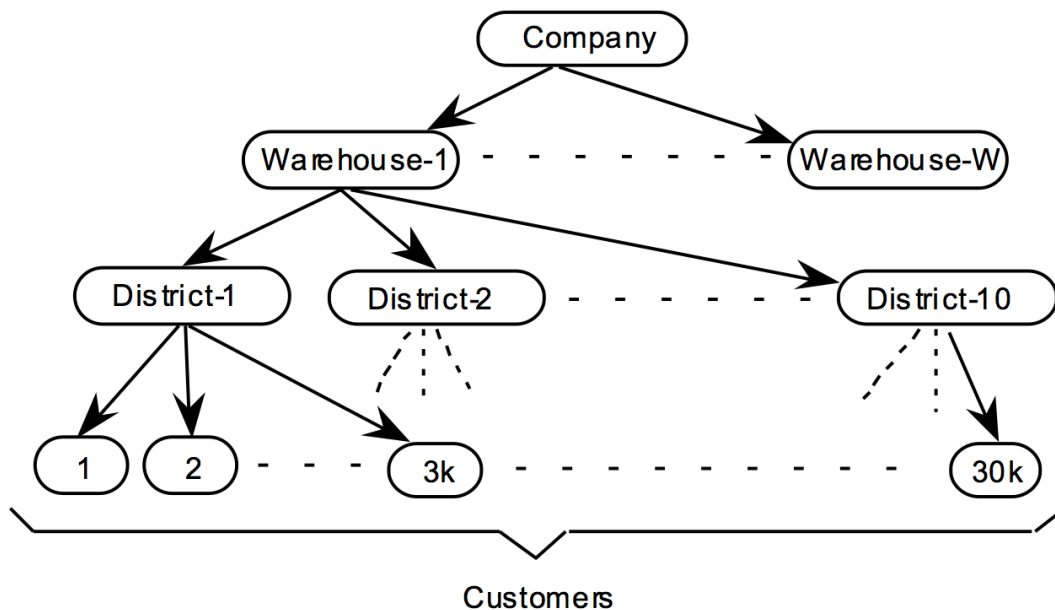 Company
Warehouse-1
Warehouse-W
District-1
District-2
District-10
1
2
3k
30k
Customers